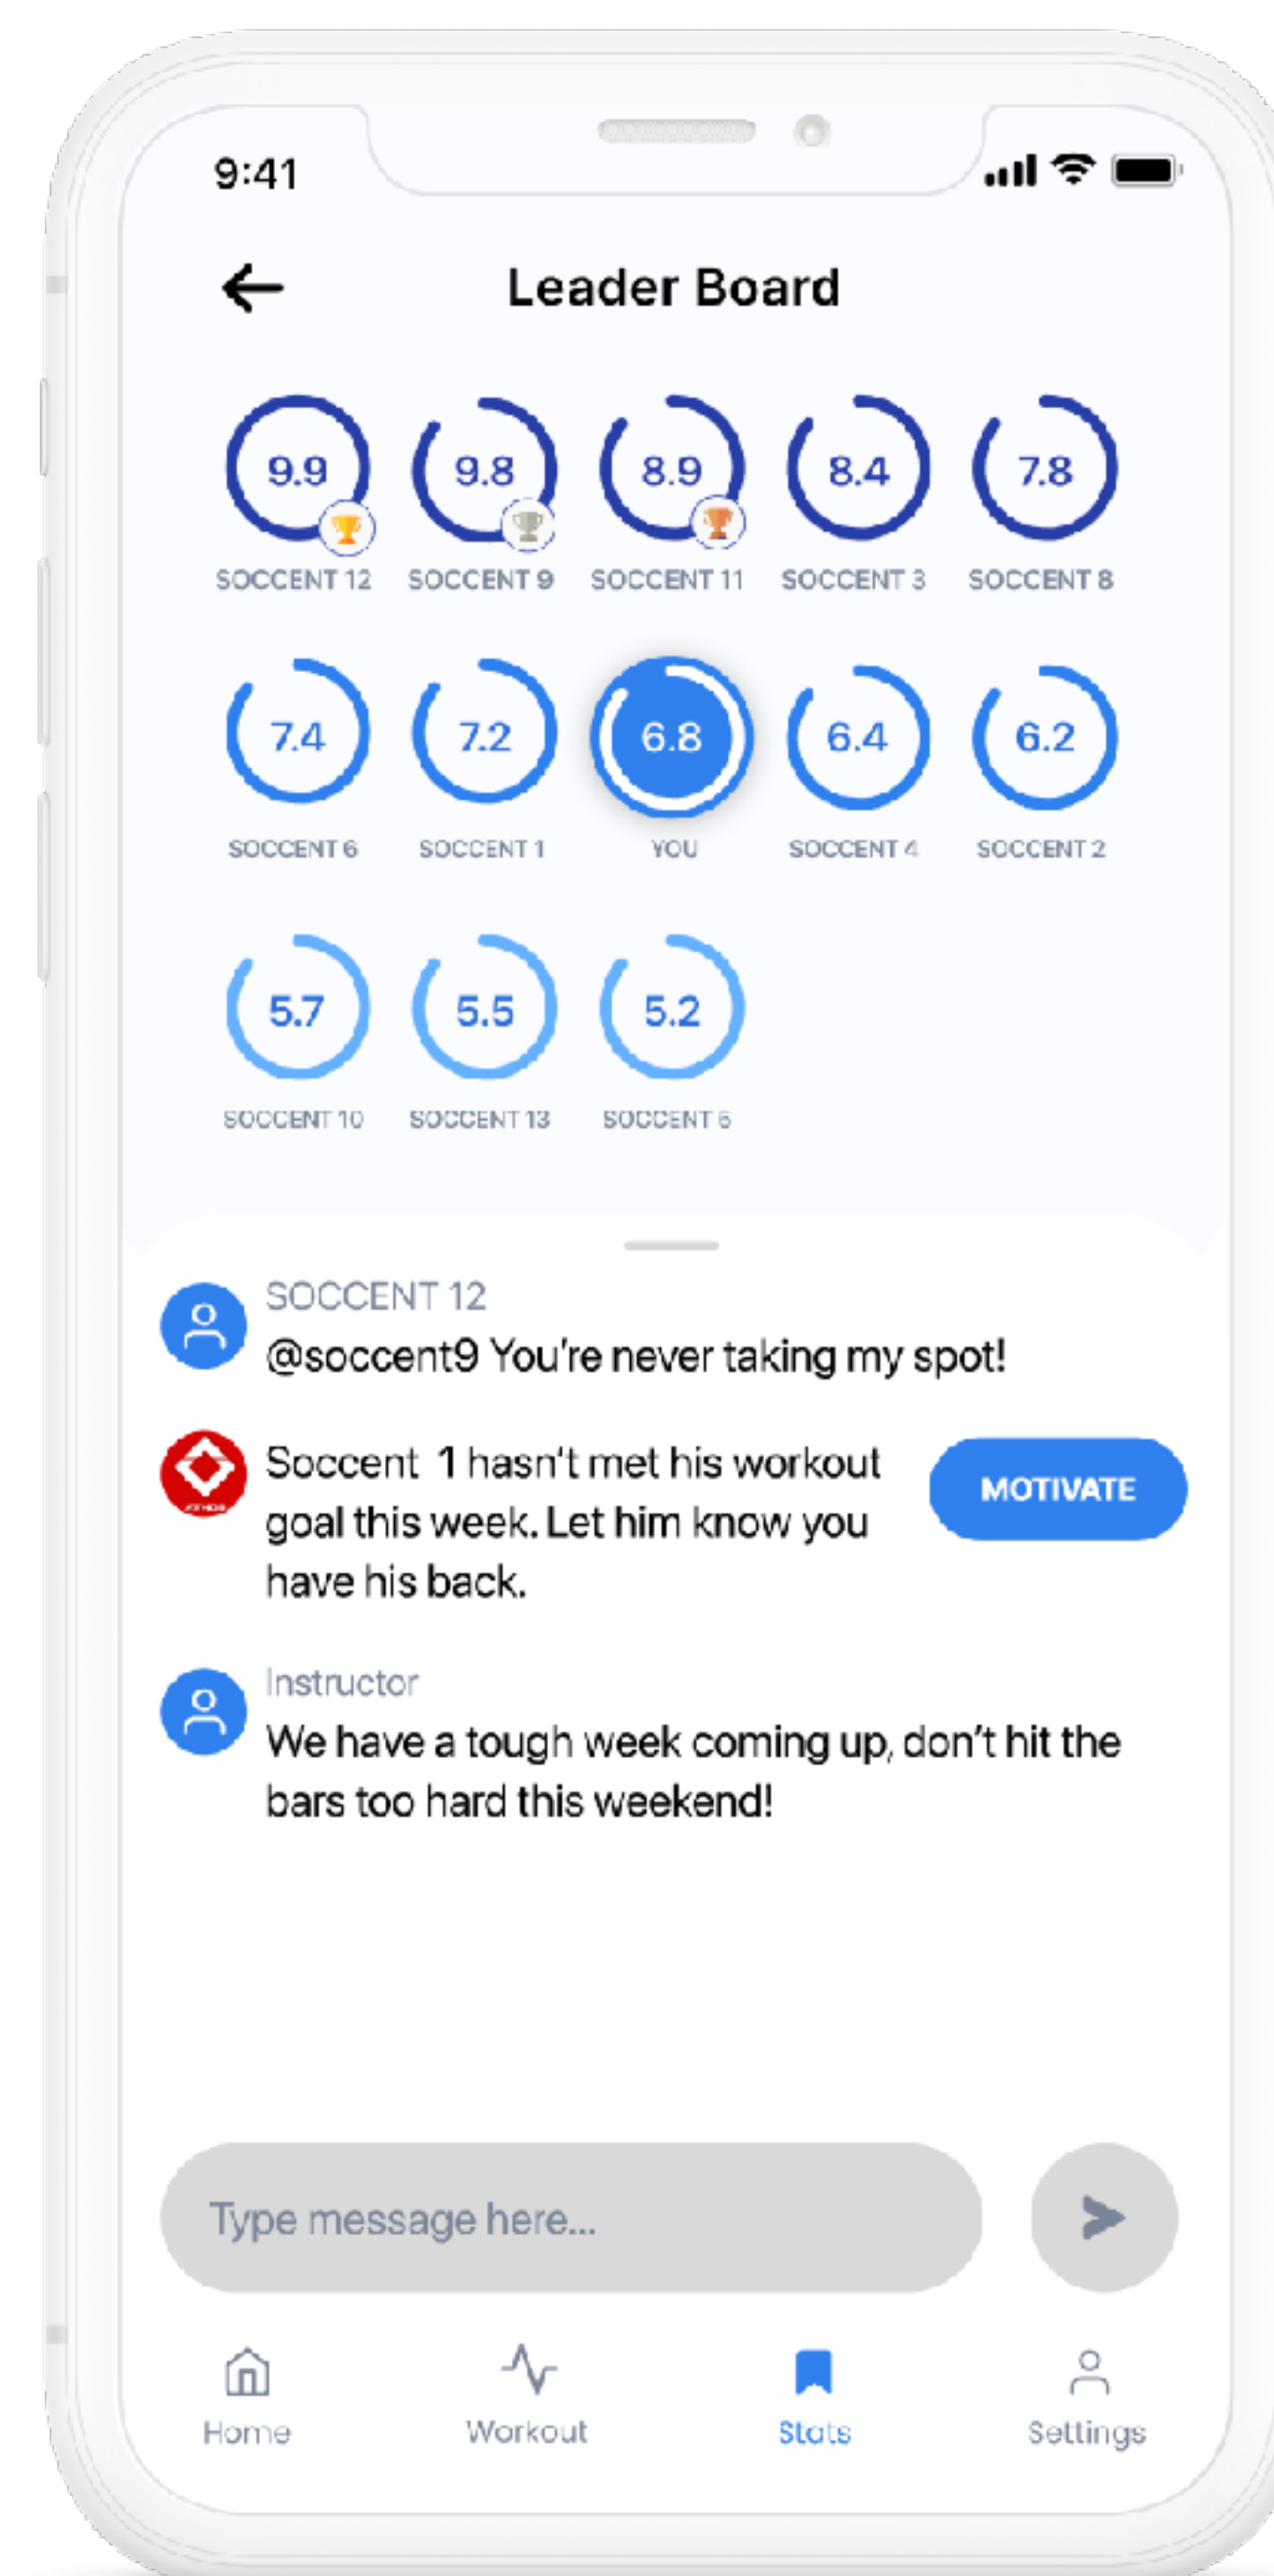 9:41
Leader Board
9.9 9.8 8.9 8.4 7.8
SOCCENT 12 SOCCENT 9 SOCCENT 11 SOCCENT 3 SOCCENT 8
7.4 7.2 6.8 6.4 6.2
SOCCENT 6 SOCCENT 1 YOU SOCCENT 4 SOCCENT 2
5.7 5.5 5.2
SOCCENT 10 SOCCENT 13 SOCCENT 5
SOCCENT 12
@soccent9 You're never taking my spot!
Soccent 1 hasn't met his workout
goal this week. Let him know you
have his back.
MOTIVATE
Instructor
We have a tough week coming up, don't hit the
bars too hard this weekend!
Type message here...
Home Workout Stats Settings